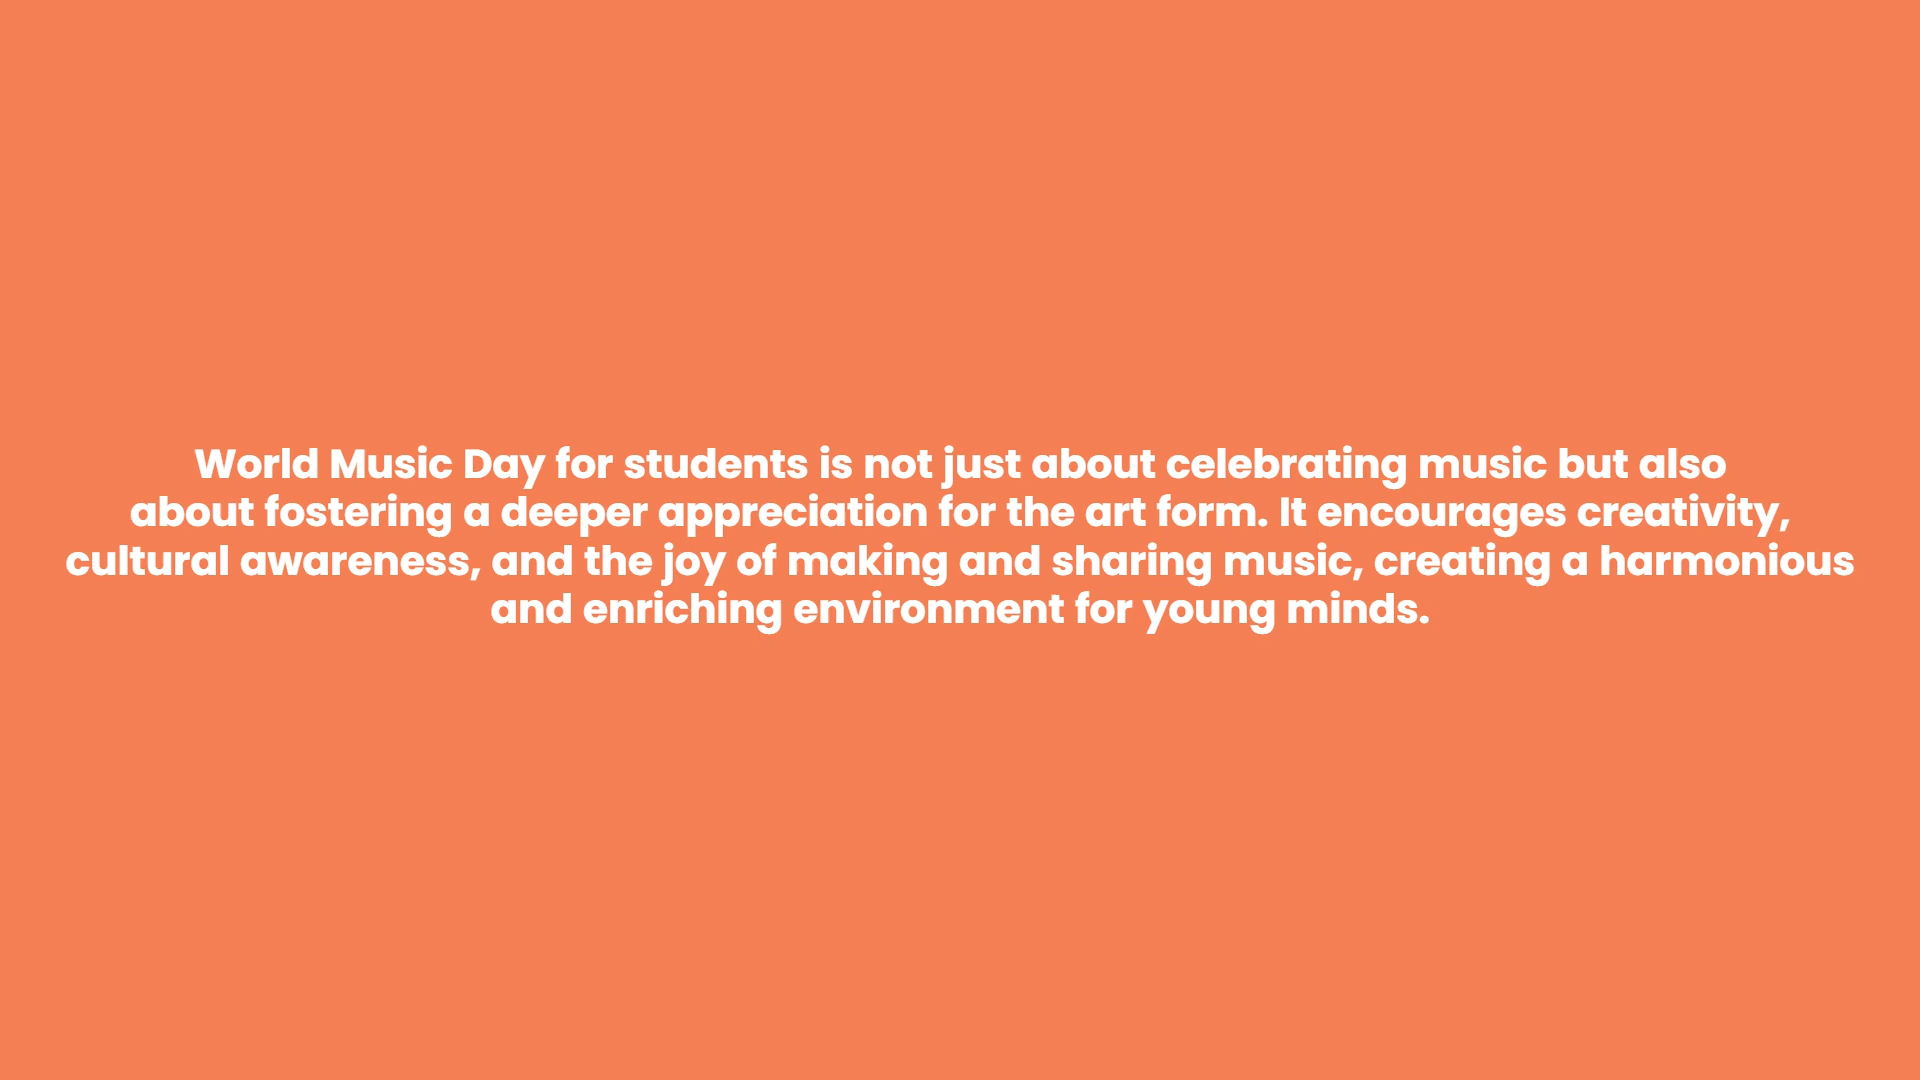 World Music Day for students is not just about celebrating music but also
about fostering a deeper appreciation for the art form. It encourages creativity,
cultural awareness, and the joy of making and sharing music, creating a harmonious
and enriching environment for young minds.